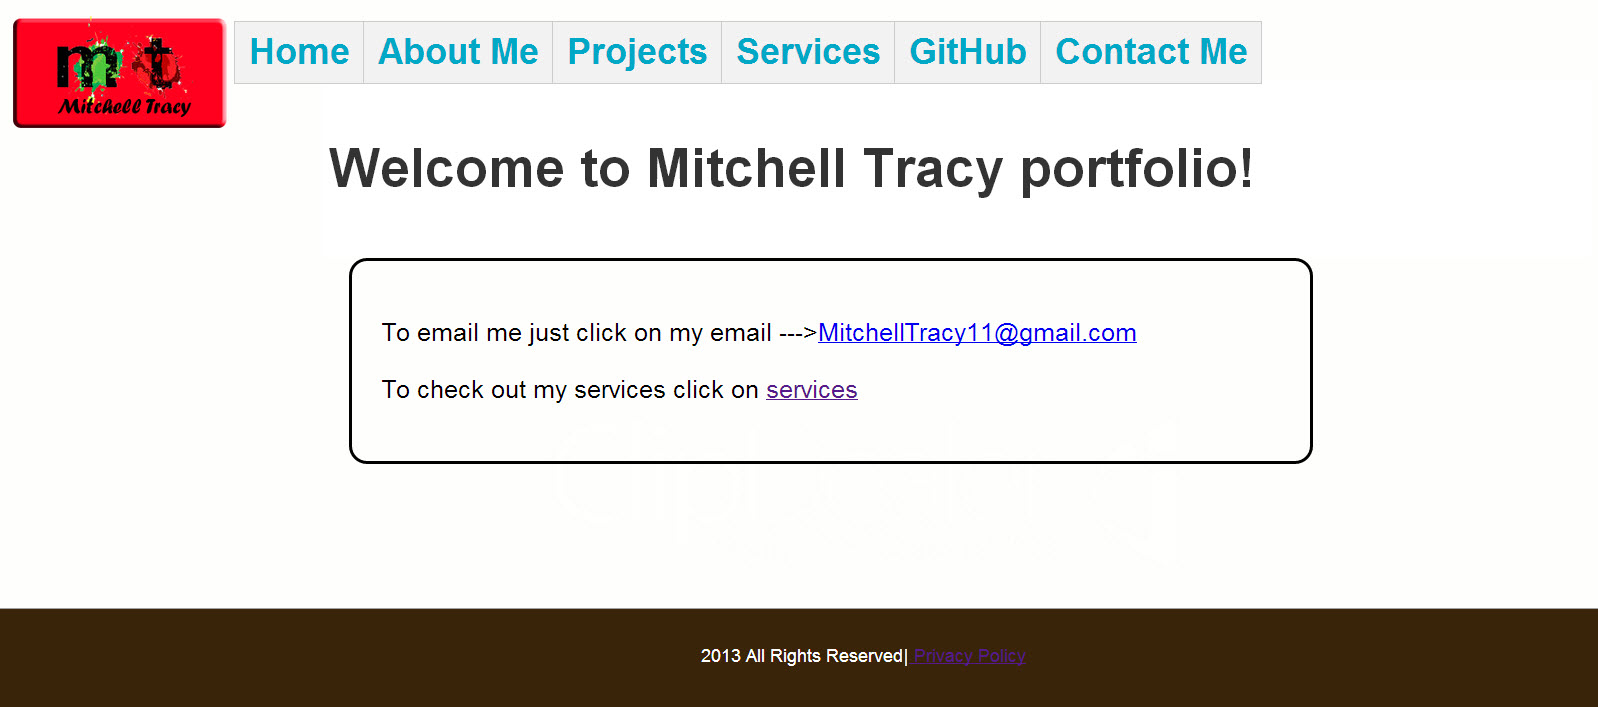 mt
Mitchell Tracy
Home About Me Projects Services GitHub Contact Me
Welcome to Mitchell Tracy portfolio!
To email me just click on my email --->MitchellTracy11@gmail.com
To check out my services click on services
2013 All Rights Reserved| Privacy Policy